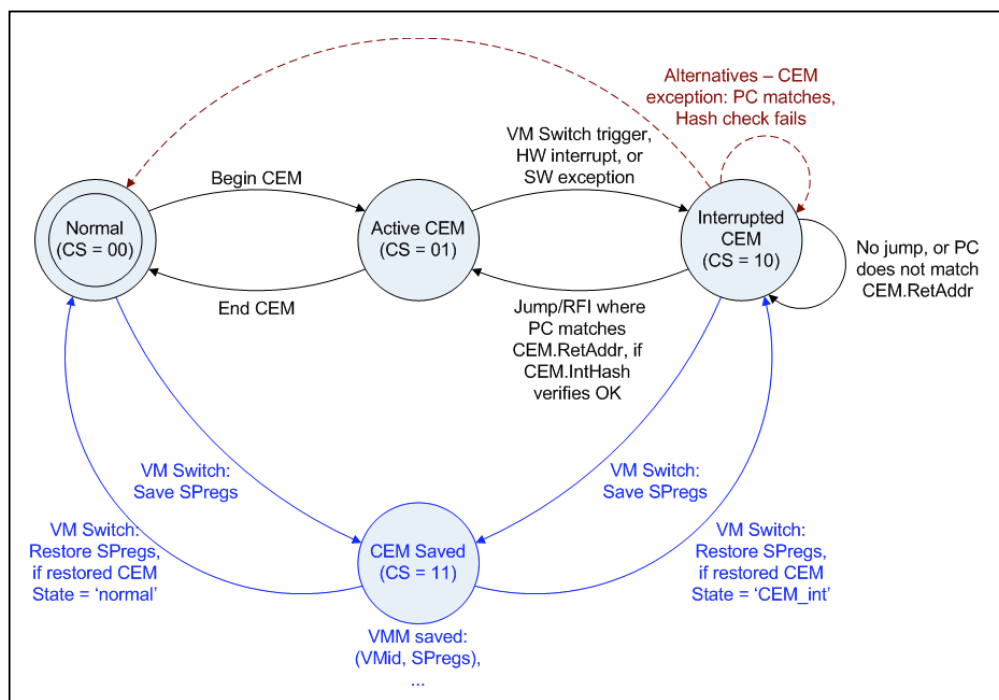 Alternatives – CEM
exception: PC matches,
Hash check fails
VM Switch trigger,
HW interrupt, or
SW exception
Begin CEM
Normal
(CS = 00)
Active CEM
(CS = 01)
Interrupted
CEM
(CS = 10)
No jump, or PC
does not match
CEM.RetAddr
End CEM
Jump/RFI where
PC matches
CEM.RetAddr, if
CEM.IntHash
verifies OK
VM Switch:
Save SPregs
VM Switch:
Save SPregs
VM Switch:
Restore SPregs,
if restored CEM
State = ‘normal’
CEM Saved
(CS = 11)
VM Switch:
Restore SPregs,
if restored CEM
State = ‘CEM_int’
VMM saved:
(VMid, SPregs),
...